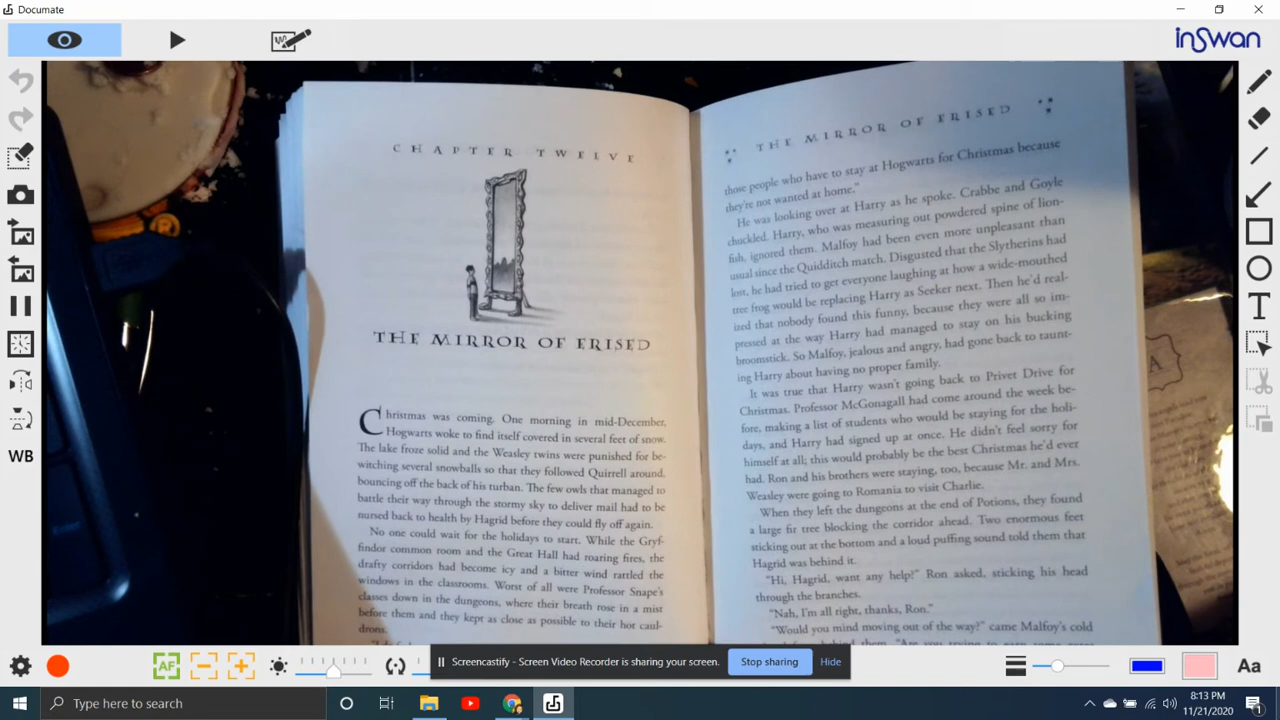 Documate
inSwan
CHAPTER TWELVE
THE MIRROR OF ERISED
Christmas was coming. One morning in mid-December,
Hogwarts woke to find itself covered in several feet of snow.
The lake froze solid and the Weasley twins were punished for be-
witching several snowballs so that they followed Quirrell around,
bouncing off the back of his turban. The few owls that managed to
battle their way through the stormy sky to deliver mail had to be
nursed back to health by Hagrid before they could fly off again.
No one could wait for the holidays to start. While the Gryf-
findor common room and the Great Hall had roaring fires, the
drafty corridors had become icy and a bitter wind rattled the
windows in the classrooms. Worst of all were Professor Snape's
classes down in the dungeons, where their breath rose in a mist
before them and they kept as close as possible to their hot caul-
drons.
THE MIRROR OF ERISED
those people who have to stay at Hogwarts for Christmas because
they're not wanted at home."
He was looking over at Harry as he spoke. Crabbe and Goyle
chuckled. Harry, who was measuring out powdered spine of lion-
fish, ignored them. Malfoy had been even more unpleasant than
usual since the Quidditch match. Disgusted that the Slytherins had
lost, he had tried to get everyone laughing at how a wide-mouthed
tree frog would be replacing Harry as Seeker next. Then he'd real-
ized that nobody found this funny, because they were all so im-
pressed at the way Harry had managed to stay on his bucking
broomstick. So Malfoy, jealous and angry, had gone back to taunt-
ing Harry about having no proper family.
It was true that Harry wasn't going back to Privet Drive for
Christmas. Professor McGonagall had come around the week be-
fore, making a list of students who would be staying for the holi-
days, and Harry had signed up at once. He didn't feel sorry for
himself at all; this would probably be the best Christmas he'd ever
had. Ron and his brothers were staying, too, because Mr. and Mrs.
Weasley were going to Romania to visit Charlie.
When they left the dungeons at the end of Potions, they found
a large fir tree blocking the corridor ahead. Two enormous feet
sticking out at the bottom and a loud puffing sound told them that
Hagrid was behind it.
"Hi, Hagrid, want any help?" Ron asked, sticking his head
through the branches.
"Nah, I'm all right, thanks, Ron."
"Would you mind moving out of the way?" came Malfoy's cold
A
T
WB
AF
Screencastify - Screen Video Recorder is sharing your screen.
Stop sharing
Hide
Aa
Type here to search
8:13 PM
11/21/2020
1